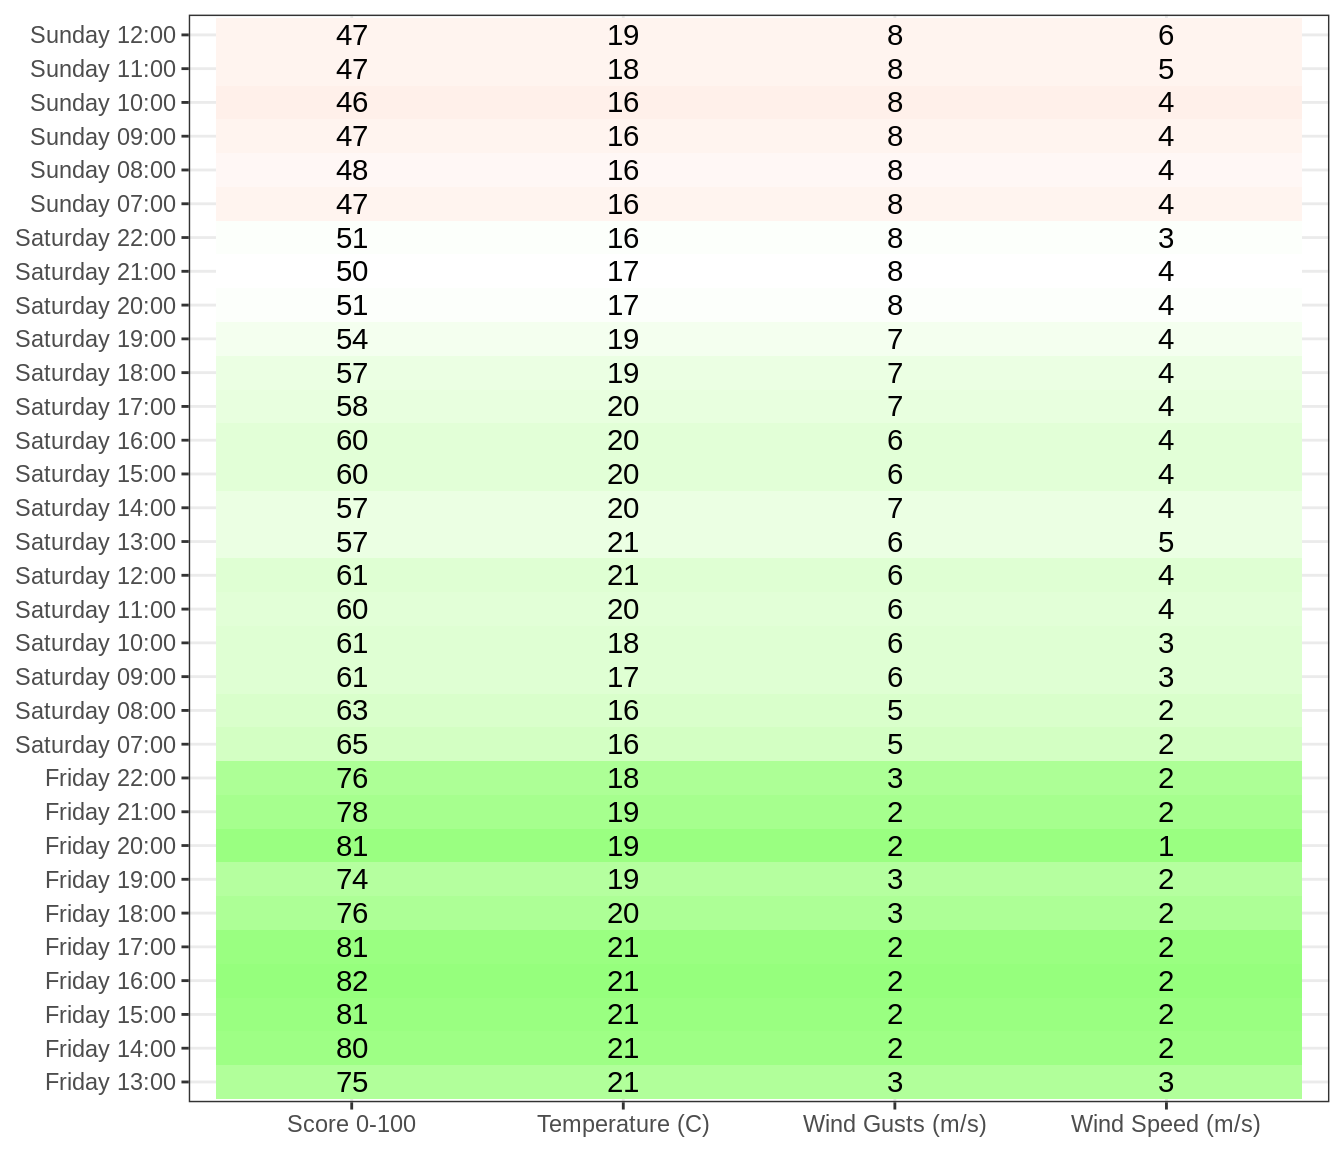 Sunday 12:00 47 19 8 6
Sunday 11:00 47 18 8 5
Sunday 10:00 46 16 8 4
Sunday 09:00 47 16 8 4
Sunday 08:00 48 16 8 4
Sunday 07:00 47 16 8 4
Saturday 22:00 51 16 8 3
Saturday 21:00 50 17 8 4
Saturday 20:00 51 17 8 4
Saturday 19:00 54 19 7 4
Saturday 18:00 57 19 7 4
Saturday 17:00 58 20 7 4
Saturday 16:00 60 20 6 4
Saturday 15:00 60 20 6 4
Saturday 14:00 57 20 7 4
Saturday 13:00 57 21 6 5
Saturday 12:00 61 21 6 4
Saturday 11:00 60 20 6 4
Saturday 10:00 61 18 6 3
Saturday 09:00 61 17 6 3
Saturday 08:00 63 16 5 2
Saturday 07:00 65 16 5 2
Friday 22:00 76 18 3 2
Friday 21:00 78 19 2 2
Friday 20:00 81 19 2 1
Friday 19:00 74 19 3 2
Friday 18:00 76 20 3 2
Friday 17:00 81 21 2 2
Friday 16:00 82 21 2 2
Friday 15:00 81 21 2 2
Friday 14:00 80 21 2 2
Friday 13:00 75 21 3 3
Score 0-100 Temperature (C) Wind Gusts (m/s) Wind Speed (m/s)